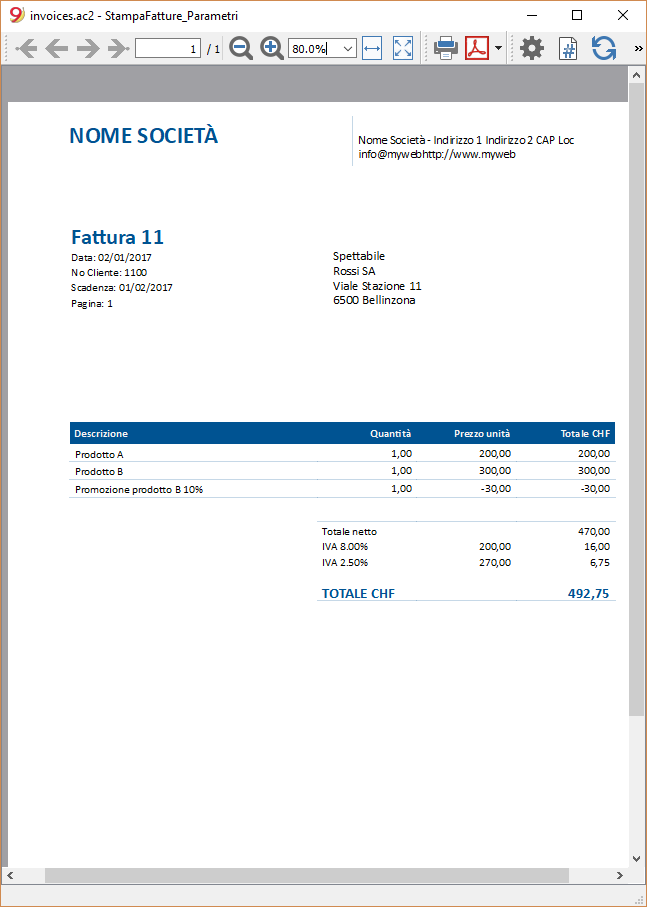 invoices.ac2 - StampaFatture_Parametri
1 / 1 80.0%
NOME SOCIETÀ
Nome Società - Indirizzo 1 Indirizzo 2 CAP Loc
info@mywebhttp://www.myweb
Fattura 11
Data: 02/01/2017
No Cliente: 1100
Scadenza: 01/02/2017
Pagina: 1
Spettabile
Rossi SA
Viale Stazione 11
6500 Bellinzona
Descrizione Quantità Prezzo unità Totale CHF
Prodotto A 1,00 200,00 200,00
Prodotto B 1,00 300,00 300,00
Promozione prodotto B 10% 1,00 -30,00 -30,00
Totale netto 470,00
IVA 8.00% 200,00 16,00
IVA 2.50% 270,00 6,75
TOTALE CHF 492,75